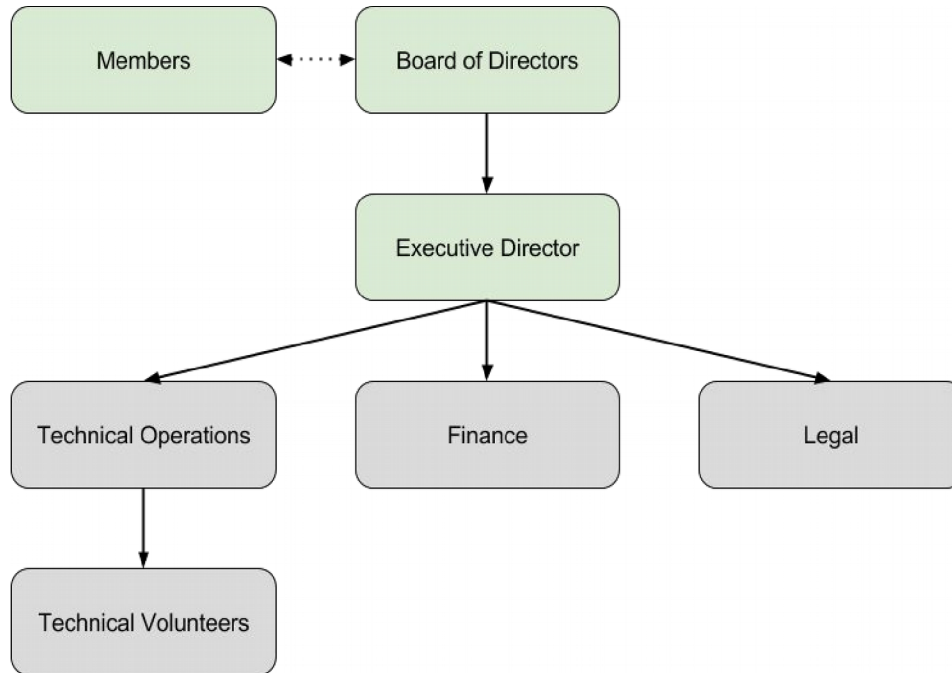 Members
Board of Directors
Executive Director
Technical Operations
Finance
Legal
Technical Volunteers